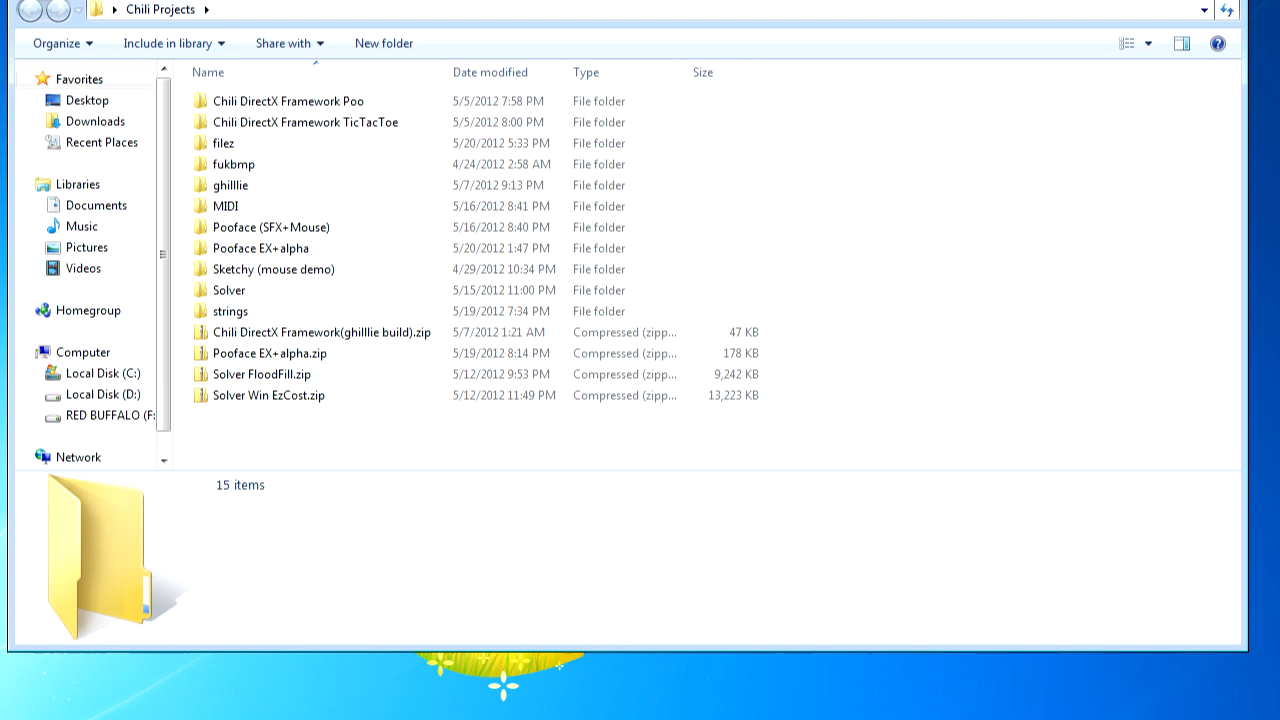 Chili Projects
Organize Include in library Share with New folder
Name Date modified Type Size
Favorites
Desktop
Downloads
Recent Places
Libraries
Documents
Music
Pictures
Videos
Homegroup
Computer
Local Disk (C:)
Local Disk (D:)
RED BUFFALO (F:
Network
Chili DirectX Framework Poo 5/5/2012 7:58 PM File folder
Chili DirectX Framework TicTacToe 5/5/2012 8:00 PM File folder
filez 5/20/2012 5:33 PM File folder
fukbmp 4/24/2012 2:58 AM File folder
ghilllie 5/7/2012 9:13 PM File folder
MIDI 5/16/2012 8:41 PM File folder
Pooface (SFX+Mouse) 5/16/2012 8:40 PM File folder
Pooface EX+alpha 5/20/2012 1:47 PM File folder
Sketchy (mouse demo) 4/29/2012 10:34 PM File folder
Solver 5/15/2012 11:00 PM File folder
strings 5/19/2012 7:34 PM File folder
Chili DirectX Framework(ghilllie build).zip 5/7/2012 1:21 AM Compressed (zipp... 47 KB
Pooface EX+alpha.zip 5/19/2012 8:14 PM Compressed (zipp... 178 KB
Solver FloodFill.zip 5/12/2012 9:53 PM Compressed (zipp... 9,242 KB
Solver Win EzCost.zip 5/12/2012 11:49 PM Compressed (zipp... 13,223 KB
15 items